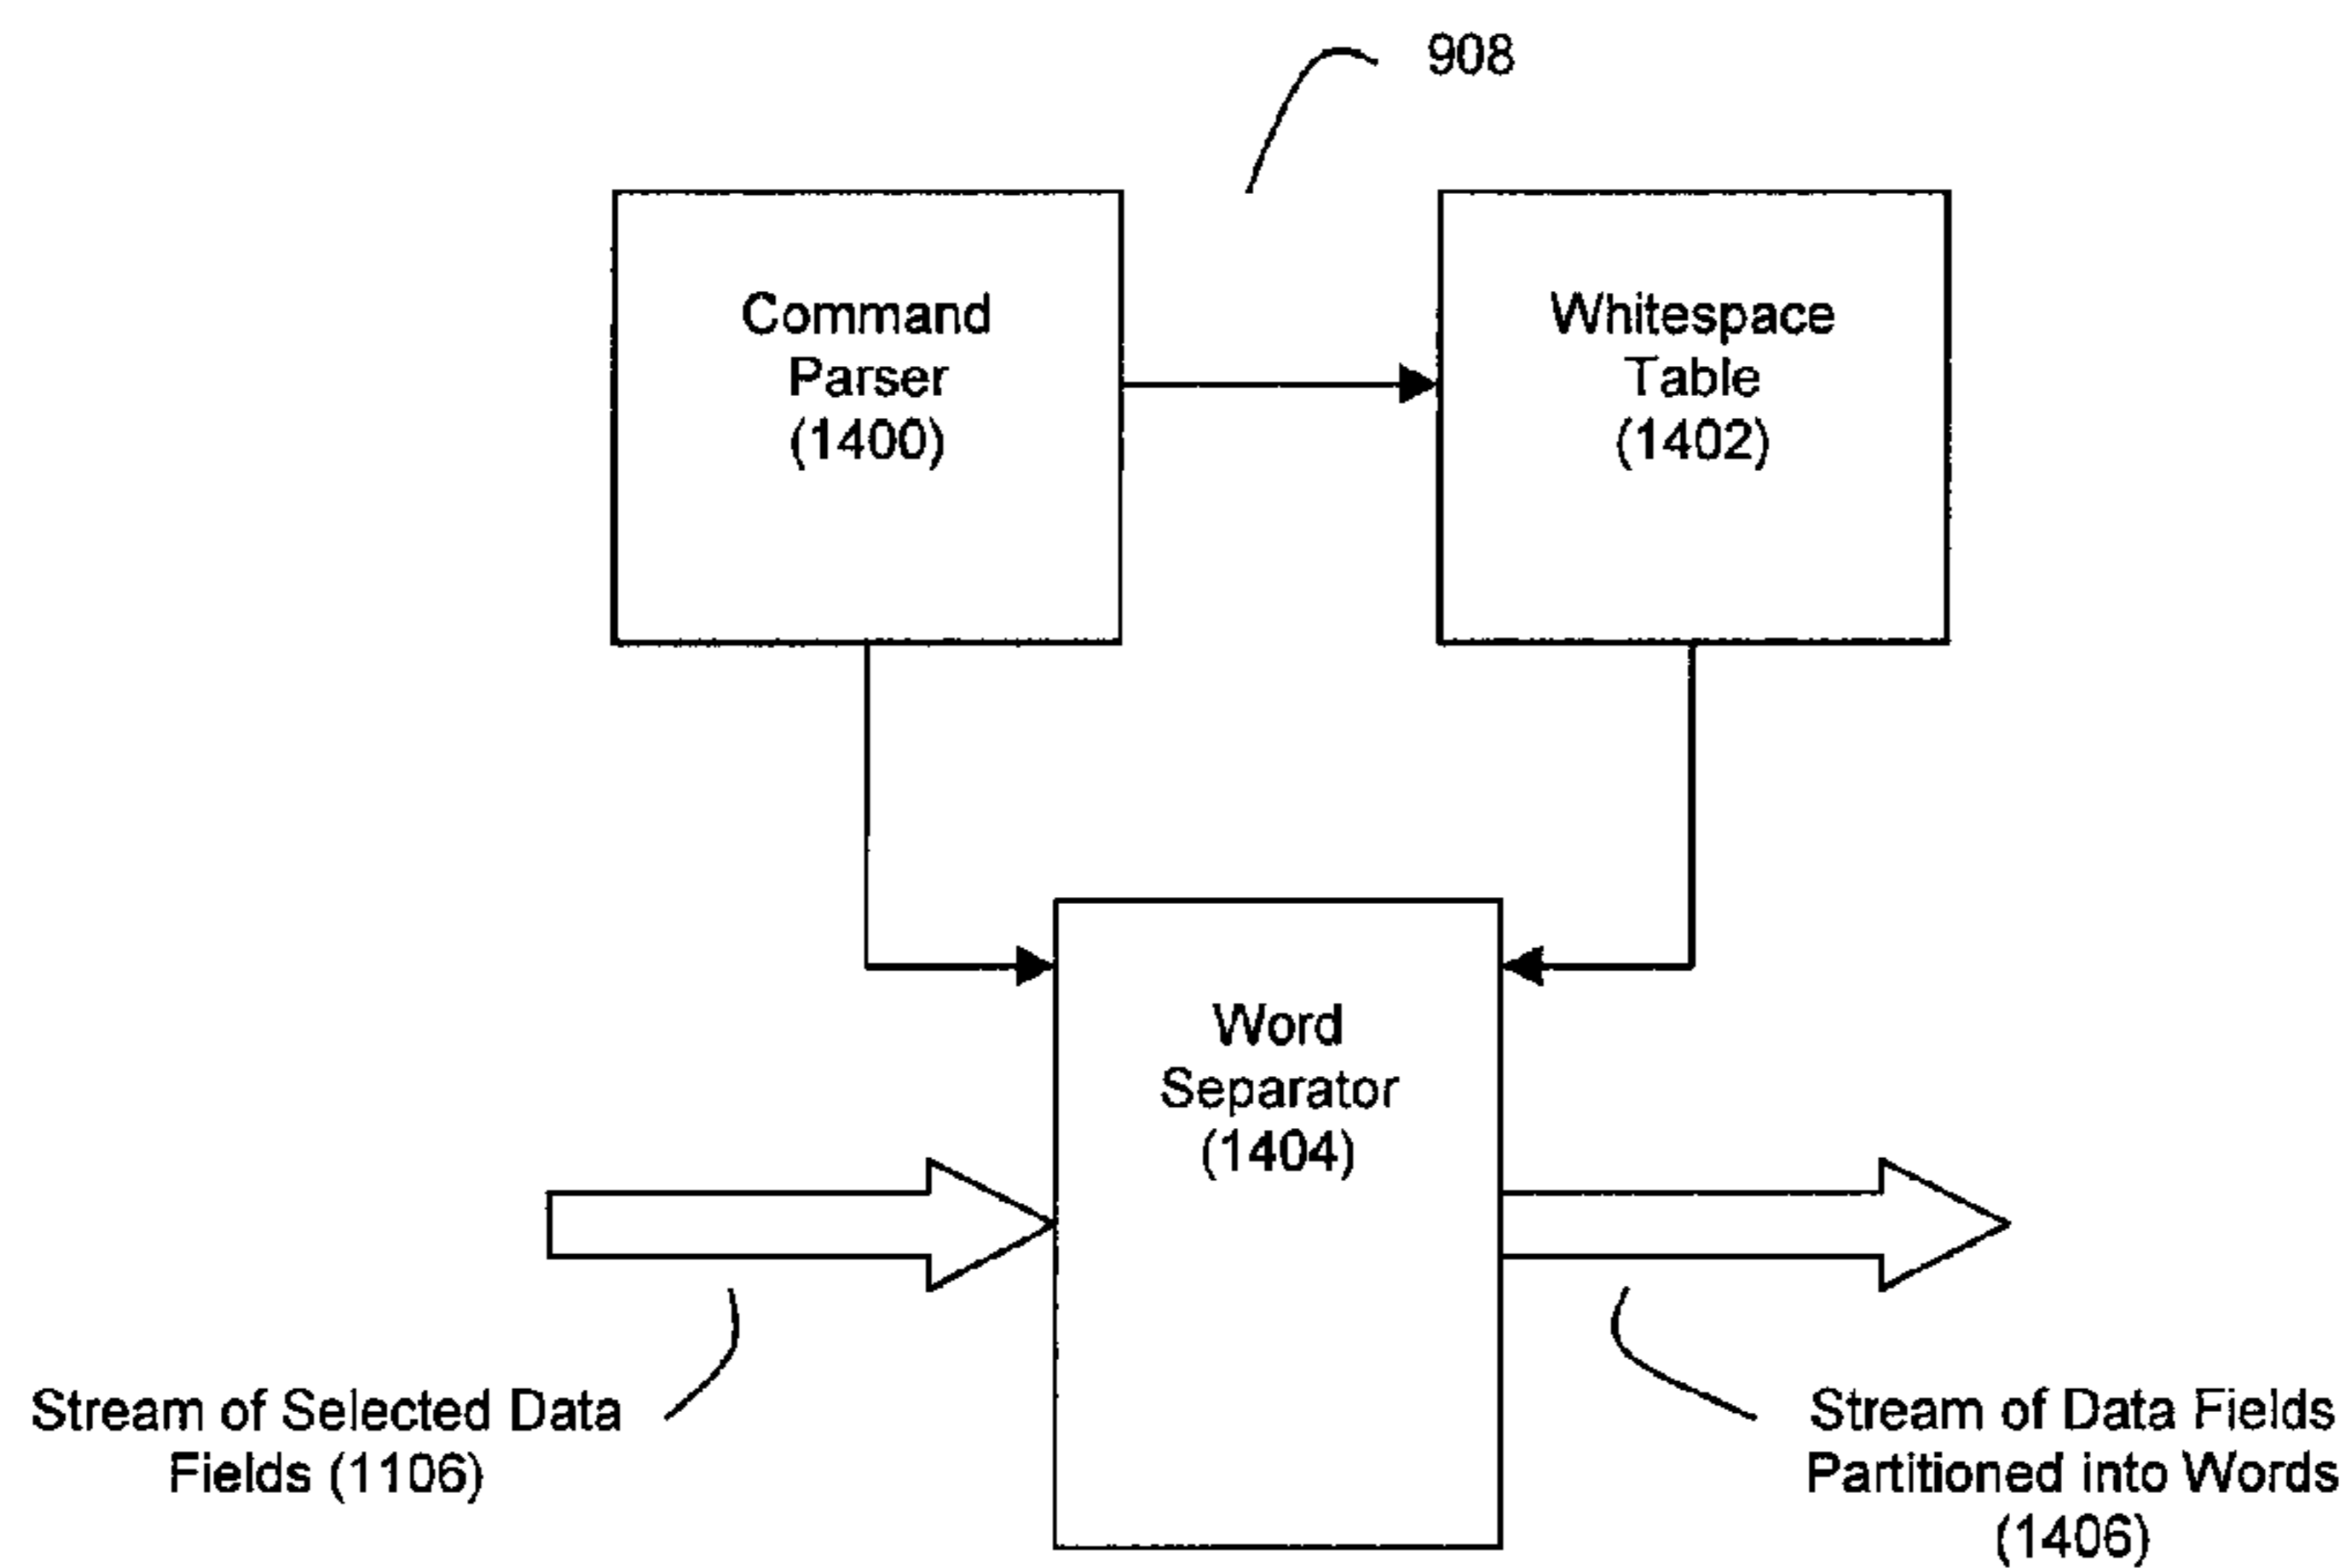 908
Command
Parser
(1400)
Whitespace
Table
(1402)
Word
Separator
(1404)
Stream of Selected Data
Fields (1106)
Stream of Data Fields
Partitioned into Words
(1406)